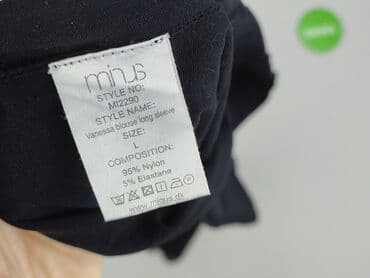 minus
STYLE NO:
MI2290
STYLE NAME:
Vanessa blouse long sleeve
SIZE:
L
COMPOSITION:
95% Nylon
5% Elastane
www.minus.dk